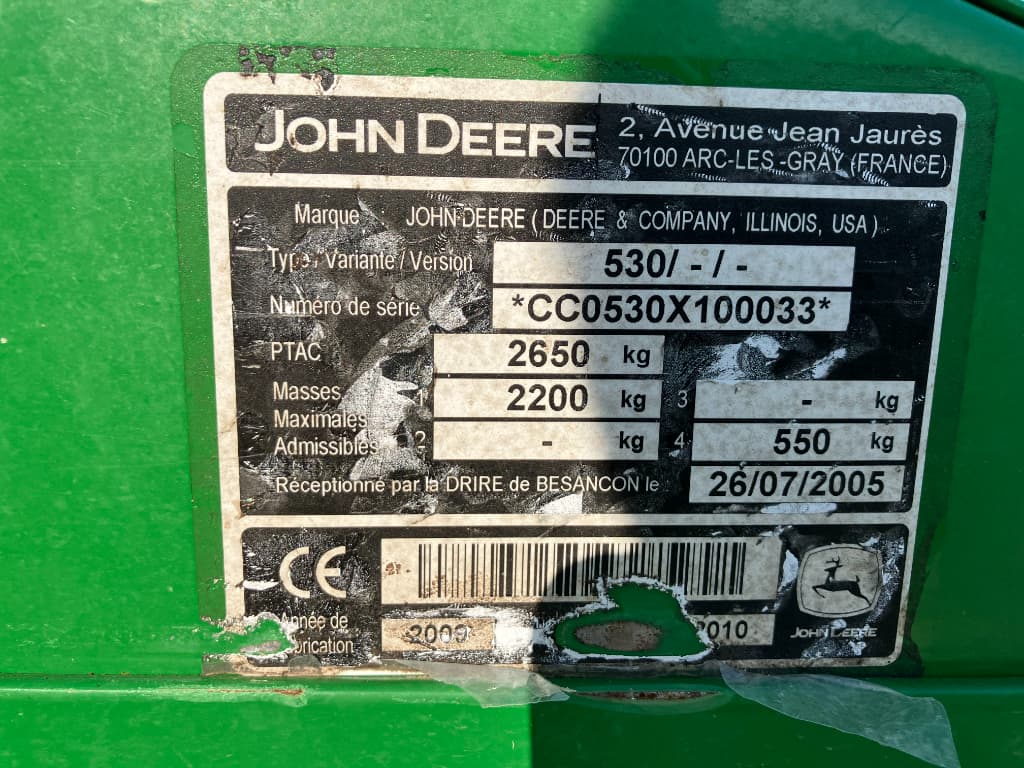 JOHN DEERE
2, Avenue Jean Jaurès
70100 ARC-LES-GRAY (FRANCE)
Marque : JOHN DEERE ( DEERE & COMPANY, ILLINOIS, USA )
Type / Variante / Version 530/ - / -
Numéro de série *CC0530X100033*
PTAC 2650 kg
Masses 1 2200 kg 3 - kg
Maximales
Admissibles 2 - kg 4 550 kg
Réceptionné par la DRIRE de BESANCON le 26/07/2005
CE
Année de 2009 2010
JOHN DEERE